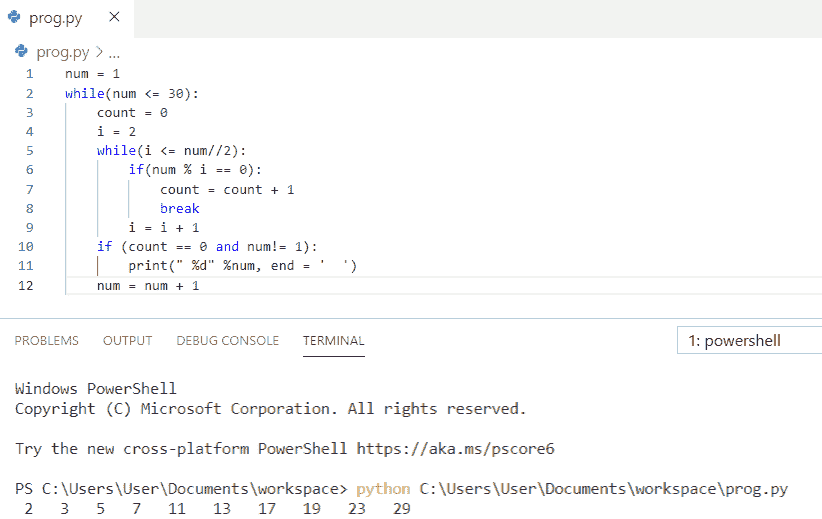 prog.py ×
prog.py > ...
1 num = 1
2 while(num <= 30):
3     count = 0
4     i = 2
5     while(i <= num//2):
6         if(num % i == 0):
7             count = count + 1
8             break
9         i = i + 1
10     if (count == 0 and num!= 1):
11         print(" %d" %num, end = '  ')
12     num = num + 1
PROBLEMS OUTPUT DEBUG CONSOLE TERMINAL 1: powershell
Windows PowerShell
Copyright (C) Microsoft Corporation. All rights reserved.
Try the new cross-platform PowerShell https://aka.ms/pscore6
PS C:\Users\User\Documents\workspace> python C:\Users\User\Documents\workspace\prog.py
 2   3   5   7   11   13   17   19   23   29